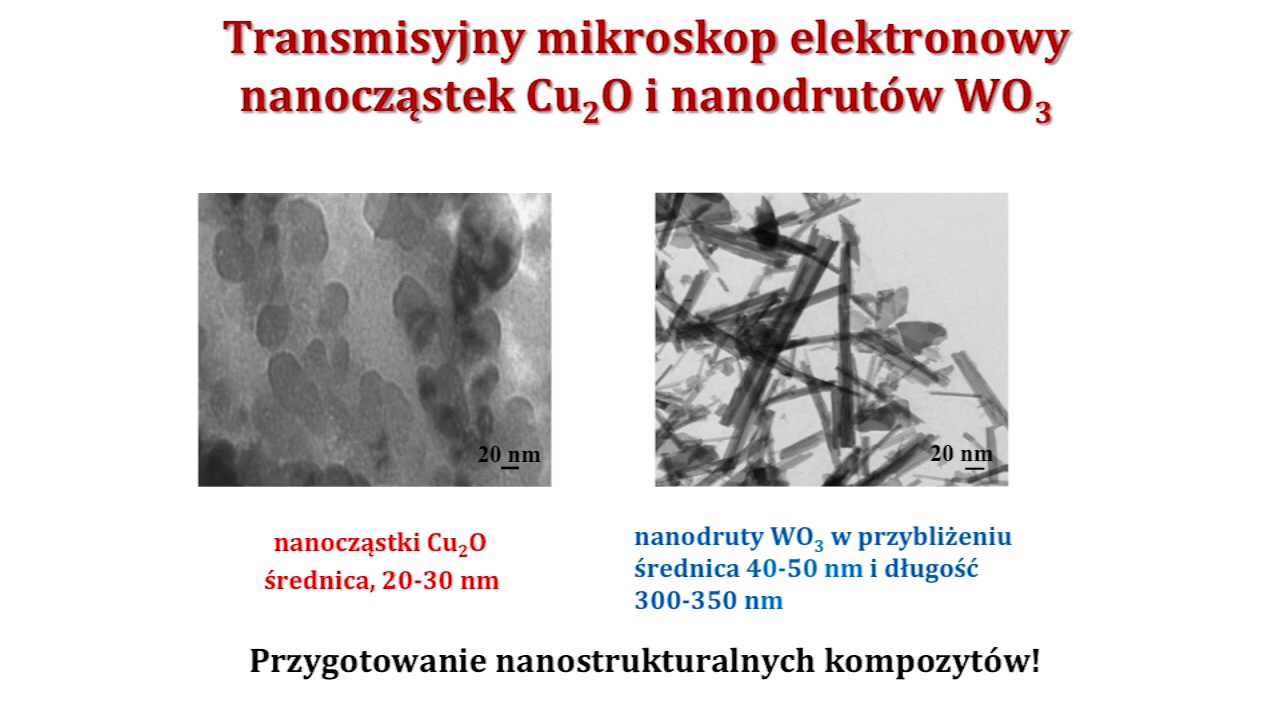 Transmisyjny mikroskop elektronowy
nanocząstek Cu₂O i nanodrutów WO₃
20 nm
20 nm
nanocząstki Cu₂O
średnica, 20-30 nm
nanodruty WO₃ w przybliżeniu
średnica 40-50 nm i długość
300-350 nm
Przygotowanie nanostrukturalnych kompozytów!